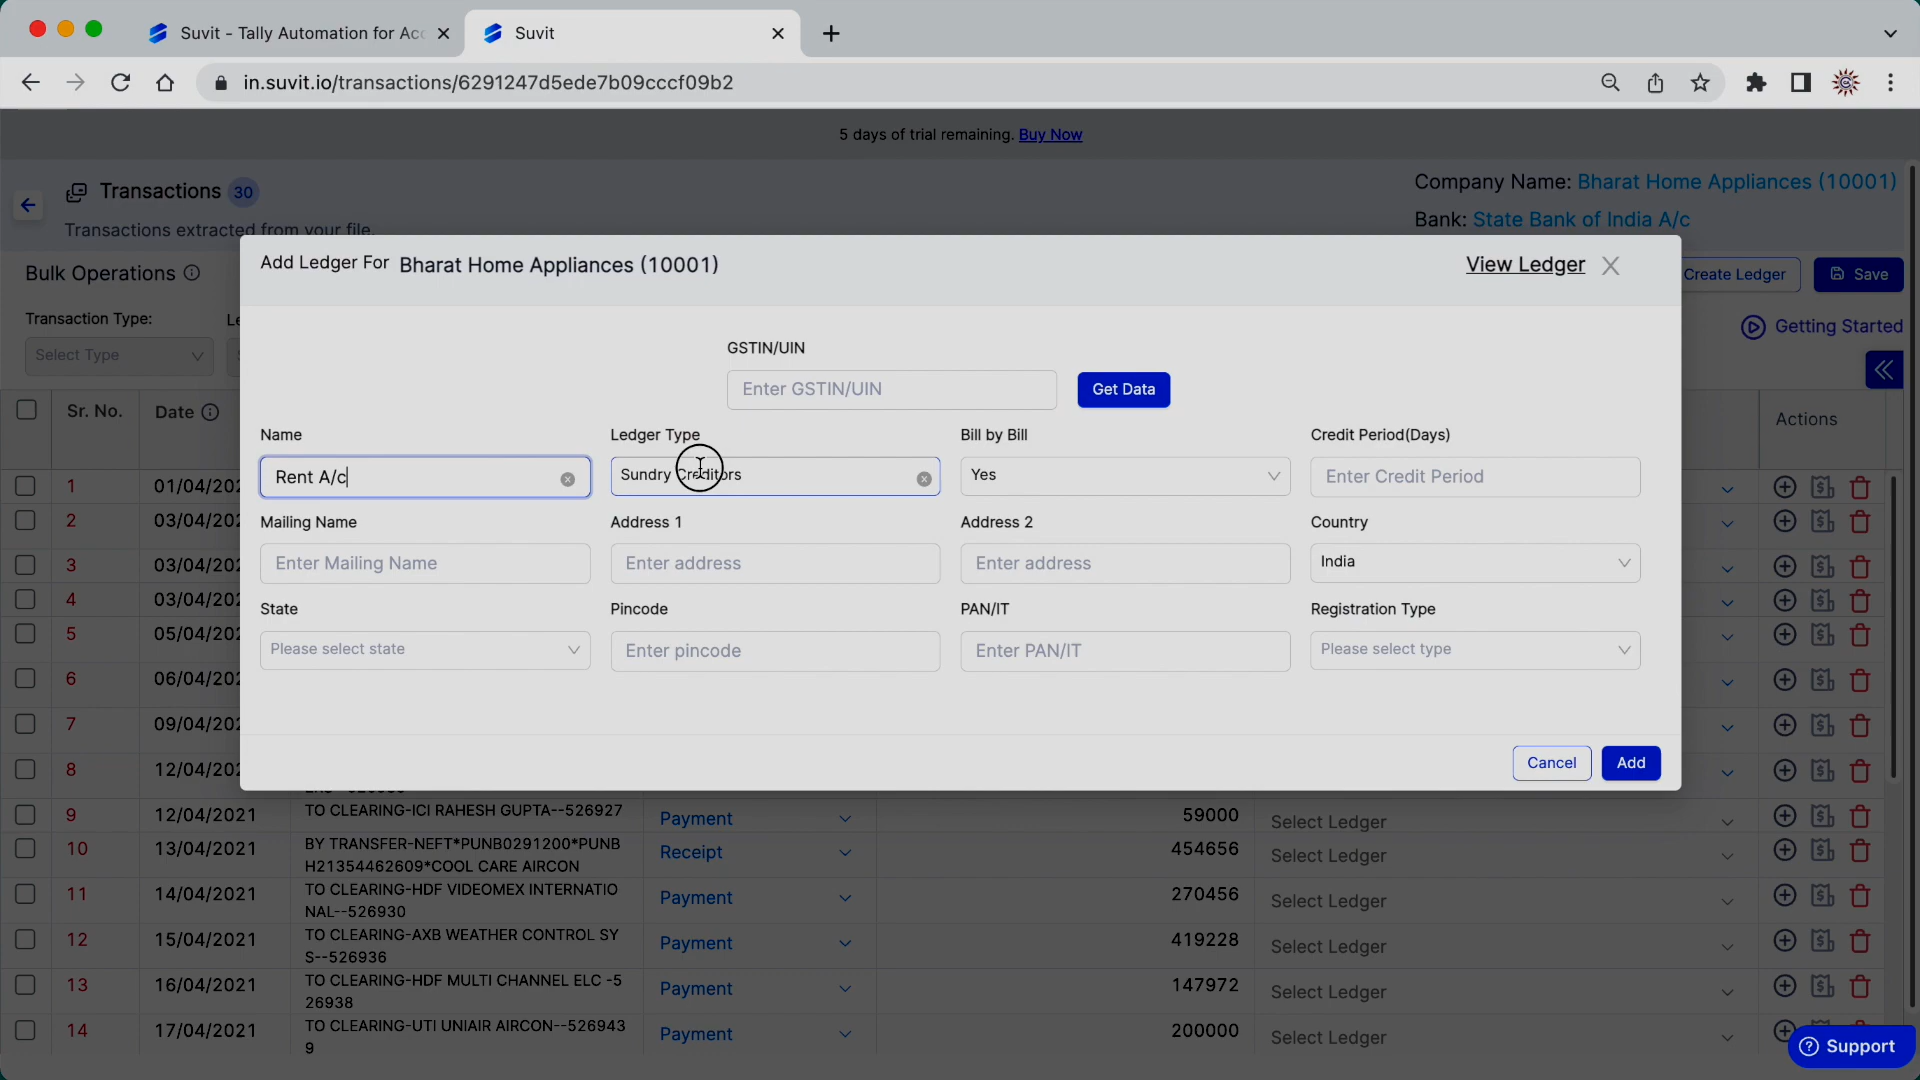 Suvit - Tally Automation for Acc
Suvit
in.suvit.io/transactions/6291247d5ede7b09cccf09b2
5 days of trial remaining. Buy Now
Transactions 30
Transactions extracted from your file.
Company Name: Bharat Home Appliances (10001)
Bank: State Bank of India A/c
Bulk Operations
Create Ledger
Save
Transaction Type:
Le
Select Type
Getting Started
Add Ledger For Bharat Home Appliances (10001)
View Ledger
GSTIN/UIN
Enter GSTIN/UIN
Get Data
Name
Ledger Type
Bill by Bill
Credit Period(Days)
Rent A/c
Sundry Creditors
Yes
Enter Credit Period
Mailing Name
Address 1
Address 2
Country
Enter Mailing Name
Enter address
Enter address
India
State
Pincode
PAN/IT
Registration Type
Please select state
Enter pincode
Enter PAN/IT
Please select type
Cancel
Add
Sr. No.
Date
Actions
1 01/04/202
2 03/04/202
3 03/04/202
4 03/04/202
5 05/04/202
6 06/04/202
7 09/04/202
8 12/04/202
9 12/04/2021 TO CLEARING-ICI RAHESH GUPTA--526927 Payment 59000 Select Ledger
10 13/04/2021 BY TRANSFER-NEFT*PUNB0291200*PUNB Receipt 454656 Select Ledger
H21354462609*COOL CARE AIRCON
11 14/04/2021 TO CLEARING-HDF VIDEOMEX INTERNATIO Payment 270456 Select Ledger
NAL--526930
12 15/04/2021 TO CLEARING-AXB WEATHER CONTROL SY Payment 419228 Select Ledger
S--526936
13 16/04/2021 TO CLEARING-HDF MULTI CHANNEL ELC -5 Payment 147972 Select Ledger
26938
14 17/04/2021 TO CLEARING-UTI UNIAIR AIRCON--526943 Payment 200000 Select Ledger
9
Support